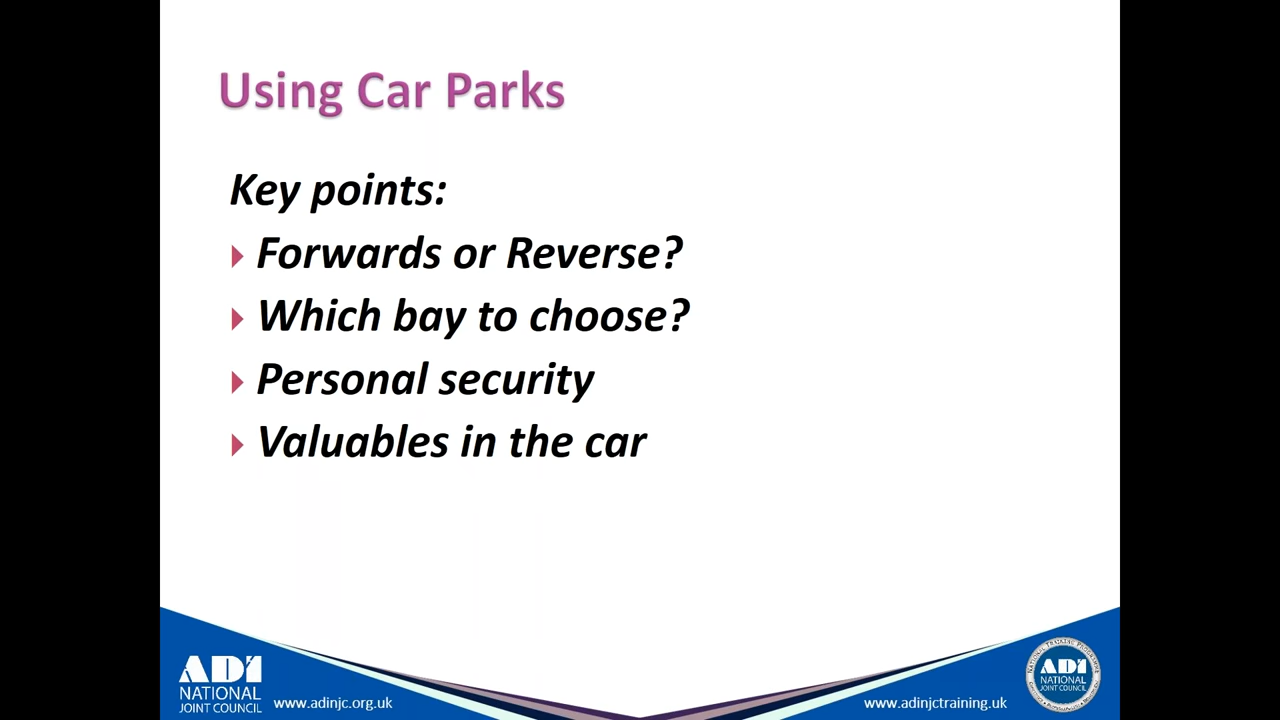 Using Car Parks
Key points:
Forwards or Reverse?
Which bay to choose?
Personal security
Valuables in the car
ADI
NATIONAL
JOINT COUNCIL
www.adinjc.org.uk
www.adinjctraining.uk
ADI
NATIONAL
JOINT COUNCIL